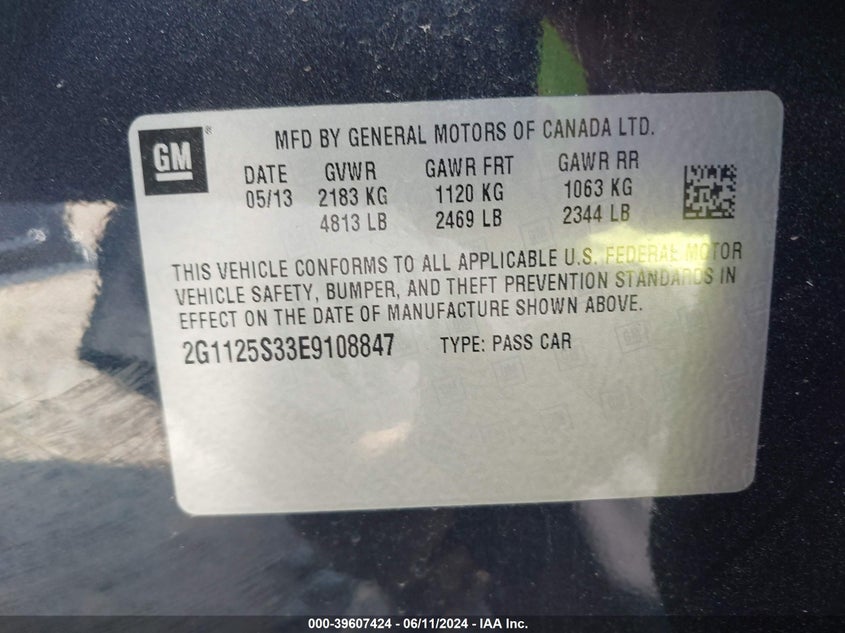 GM®
MFD BY GENERAL MOTORS OF CANADA LTD.
DATE GVWR GAWR FRT GAWR RR
05/13 2183 KG 1120 KG 1063 KG
4813 LB 2469 LB 2344 LB
THIS VEHICLE CONFORMS TO ALL APPLICABLE U.S. FEDERAL MOTOR
VEHICLE SAFETY, BUMPER, AND THEFT PREVENTION STANDARDS IN
EFFECT ON THE DATE OF MANUFACTURE SHOWN ABOVE.
2G1125S33E9108847 TYPE: PASS CAR
000-39607424 - 06/11/2024 - IAA Inc.